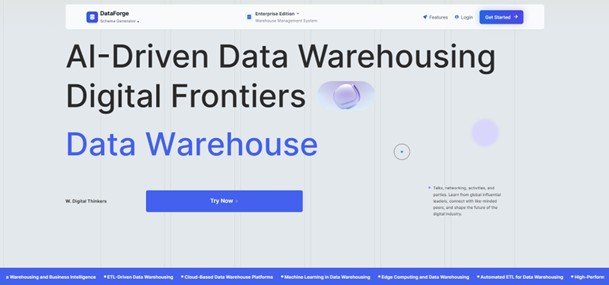 DataForge
Schema Generator
Enterprise Edition
Warehouse Management System
Features
Login
Get Started
AI-Driven Data Warehousing
Digital Frontiers
Data Warehouse
W. Digital Thinkers
Try Now
Talks, networking, activities, and
parties. Learn from global influential
leaders, connect with like-minded
peers, and shape the future of the
digital industry.
a Warehousing and Business Intelligence
ETL-Driven Data Warehousing
Cloud-Based Data Warehouse Platforms
Machine Learning in Data Warehousing
Edge Computing and Data Warehousing
Automated ETL for Data Warehousing
High-Perform